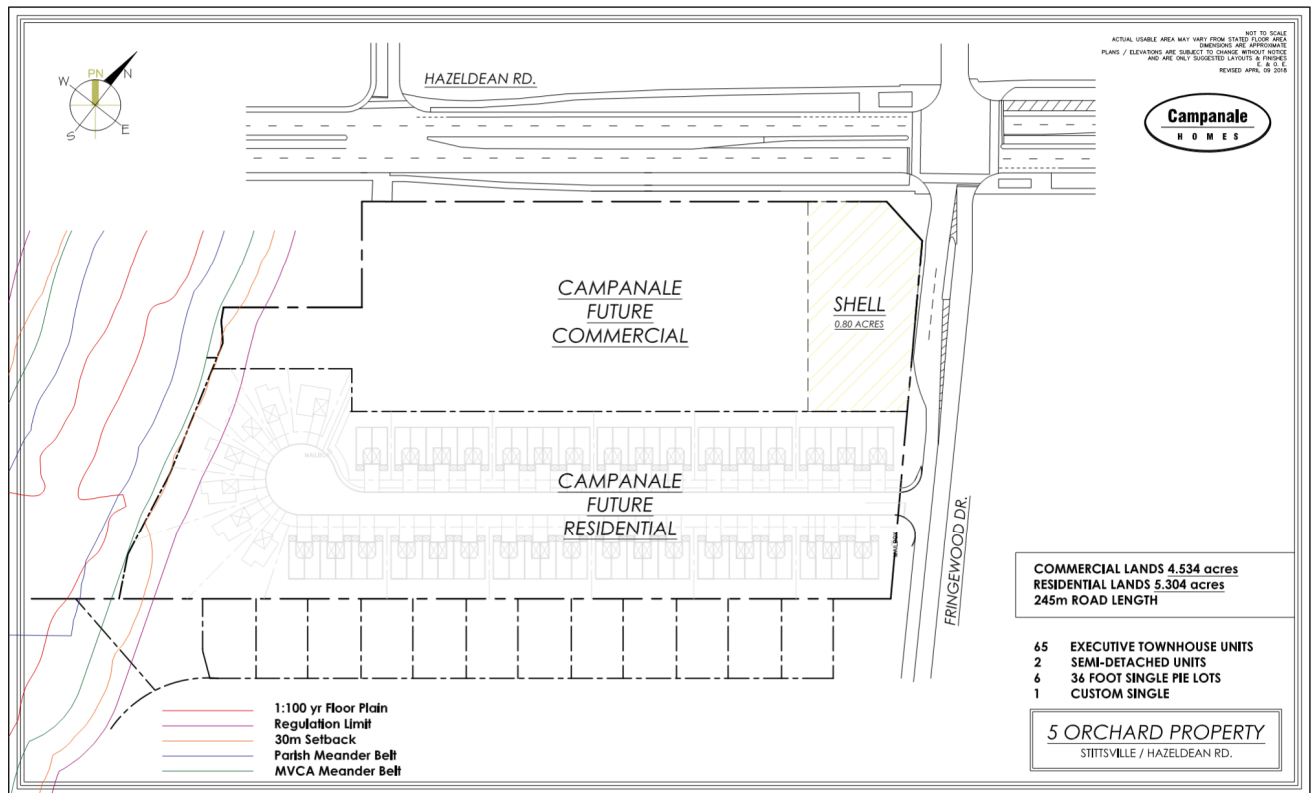 NOT TO SCALE
ACTUAL USABLE AREA MAY VARY FROM STATED FLOOR AREA
DIMENSIONS ARE APPROXIMATE
PLANS / ELEVATIONS ARE SUBJECT TO CHANGE WITHOUT NOTICE
AND ARE ONLY SUGGESTED LAYOUTS & FINISHES
E. & O. E.
REVISED APRIL 09 2018
PN
N
W
S
E
HAZELDEAN RD.
Campanale
HOMES
CAMPANALE
FUTURE
COMMERCIAL
SHELL
0.80 ACRES
MAILBOX
CAMPANALE
FUTURE
RESIDENTIAL
MAILBOX
FRINGEWOOD DR.
COMMERCIAL LANDS 4.534 acres
RESIDENTIAL LANDS 5.304 acres
245m ROAD LENGTH
65 EXECUTIVE TOWNHOUSE UNITS
2 SEMI-DETACHED UNITS
6 36 FOOT SINGLE PIE LOTS
1 CUSTOM SINGLE
5 ORCHARD PROPERTY
STITTSVILLE / HAZELDEAN RD.
1:100 yr Floor Plain
Regulation Limit
30m Setback
Parish Meander Belt
MVCA Meander Belt